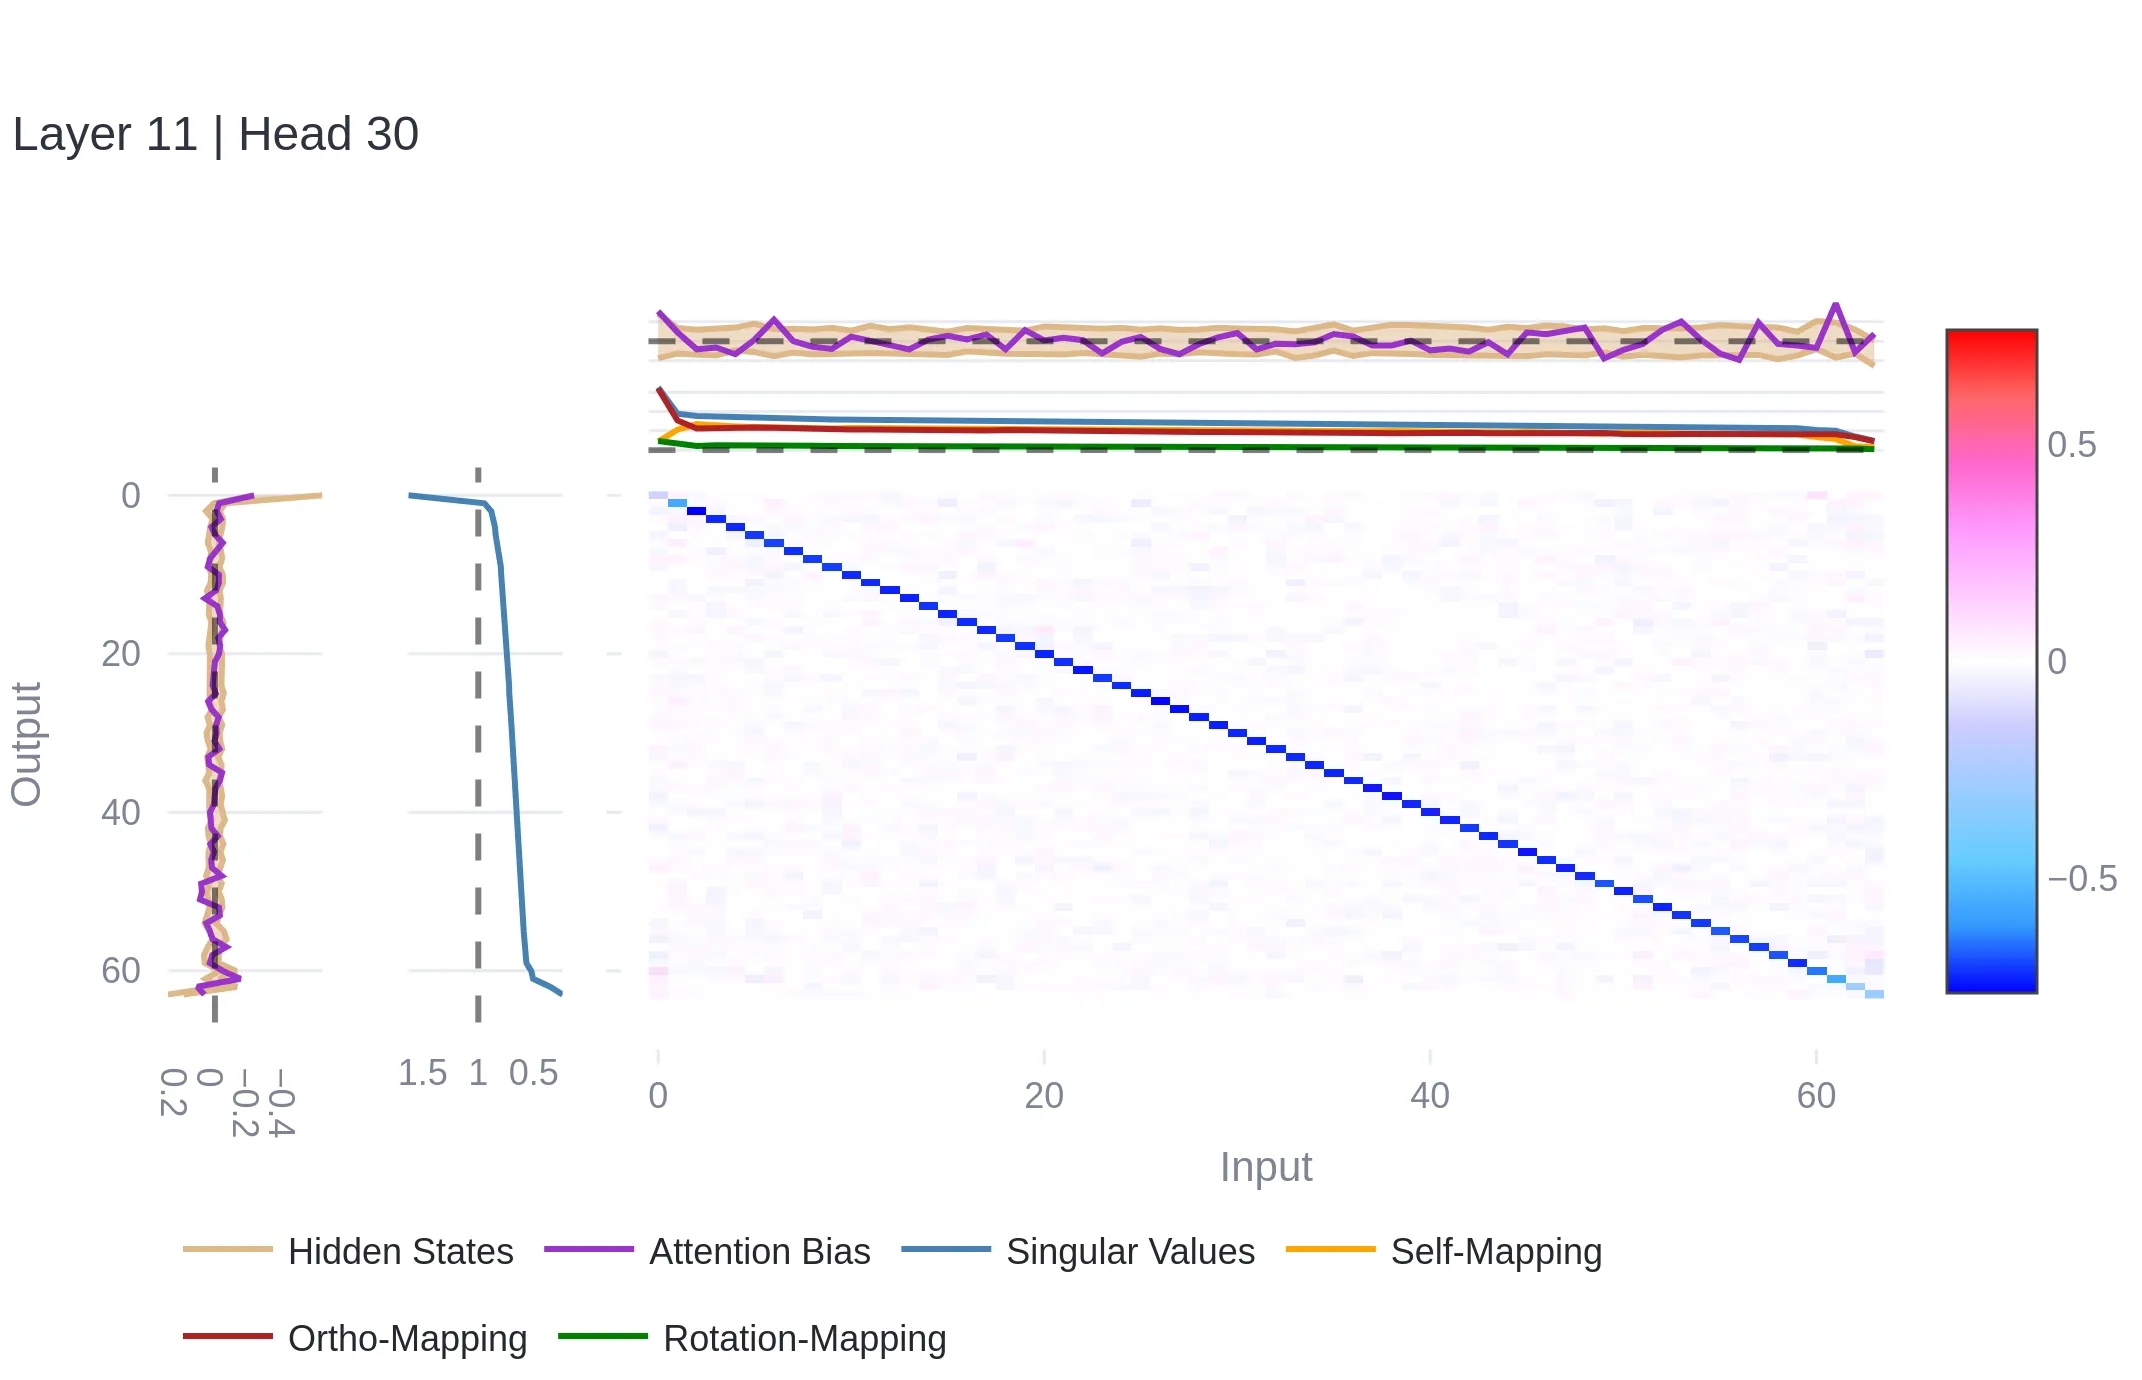 Layer 11 | Head 30
0.5
0
−0.5
Output
0
20
40
60
0.2
0
−0.2
−0.4
1.5
1
0.5
0
20
40
60
Input
Hidden States
Attention Bias
Singular Values
Self-Mapping
Ortho-Mapping
Rotation-Mapping